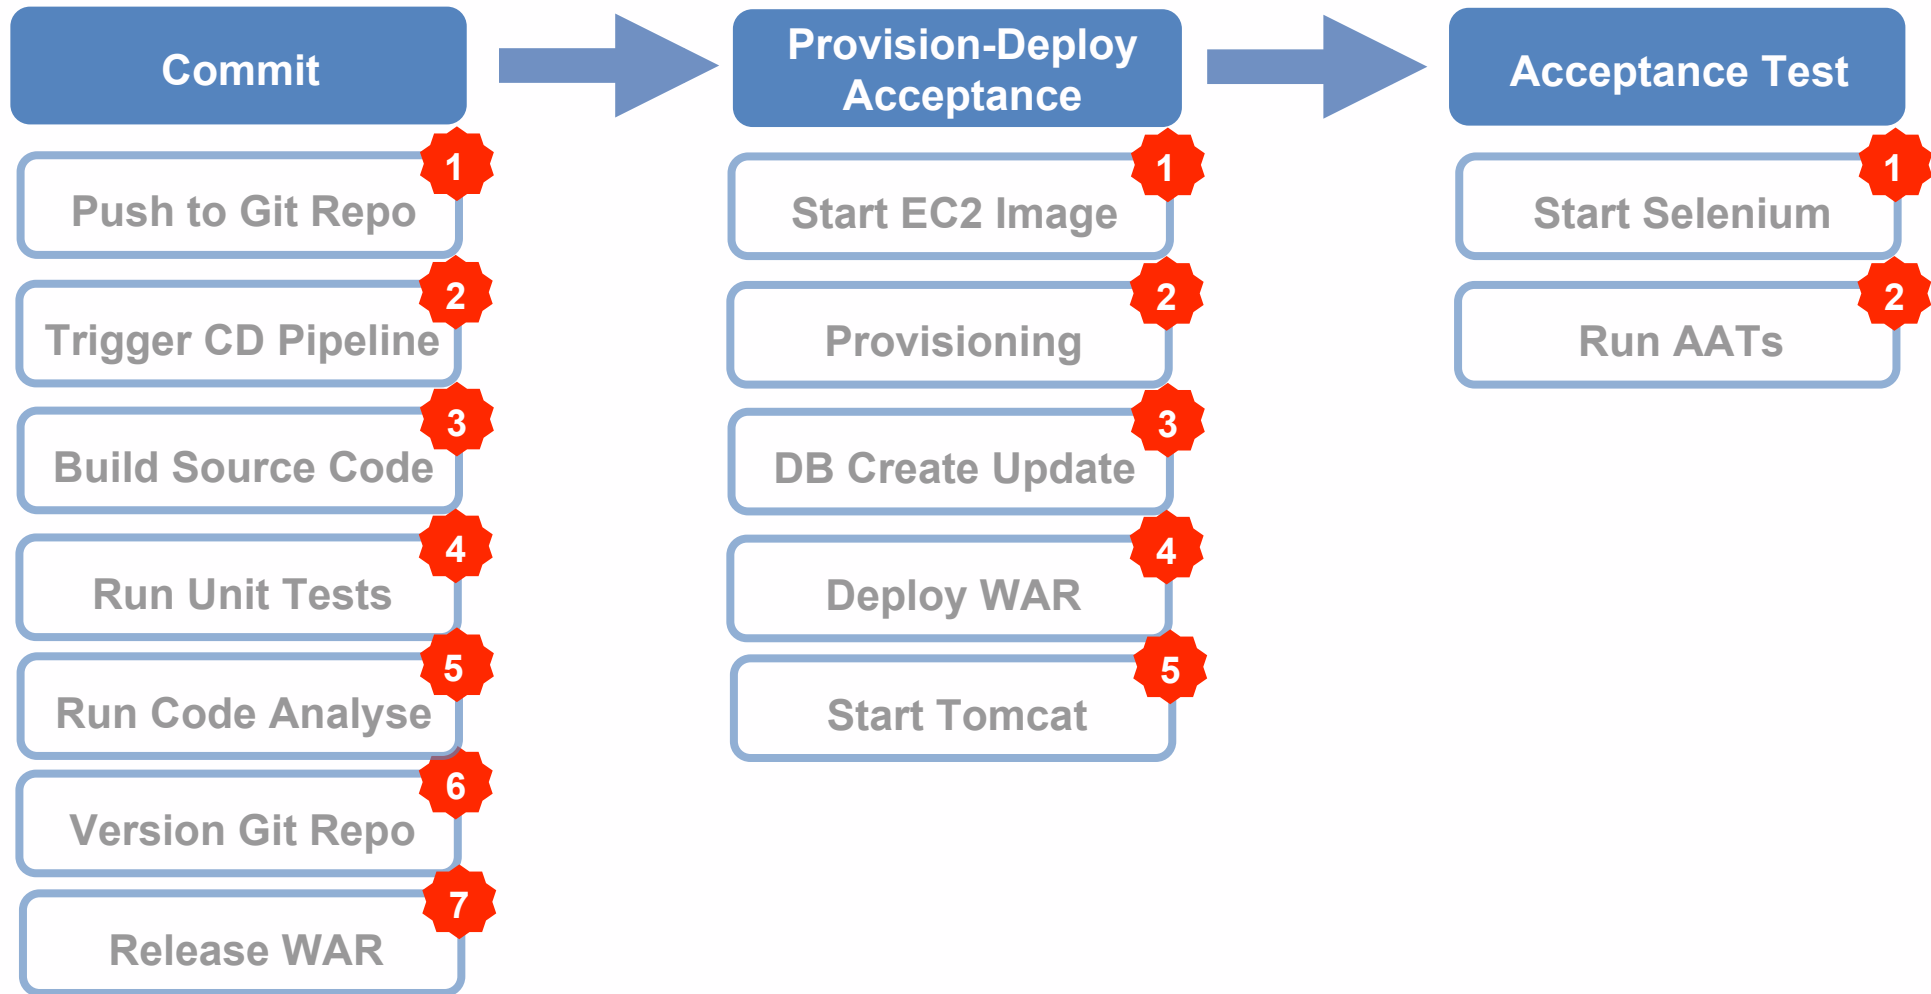 Commit
1
Push to Git Repo
2
Trigger CD Pipeline
3
Build Source Code
4
Run Unit Tests
5
Run Code Analyse
6
Version Git Repo
7
Release WAR
Provision-Deploy
Acceptance
1
Start EC2 Image
2
Provisioning
3
DB Create Update
4
Deploy WAR
5
Start Tomcat
Acceptance Test
1
Start Selenium
2
Run AATs